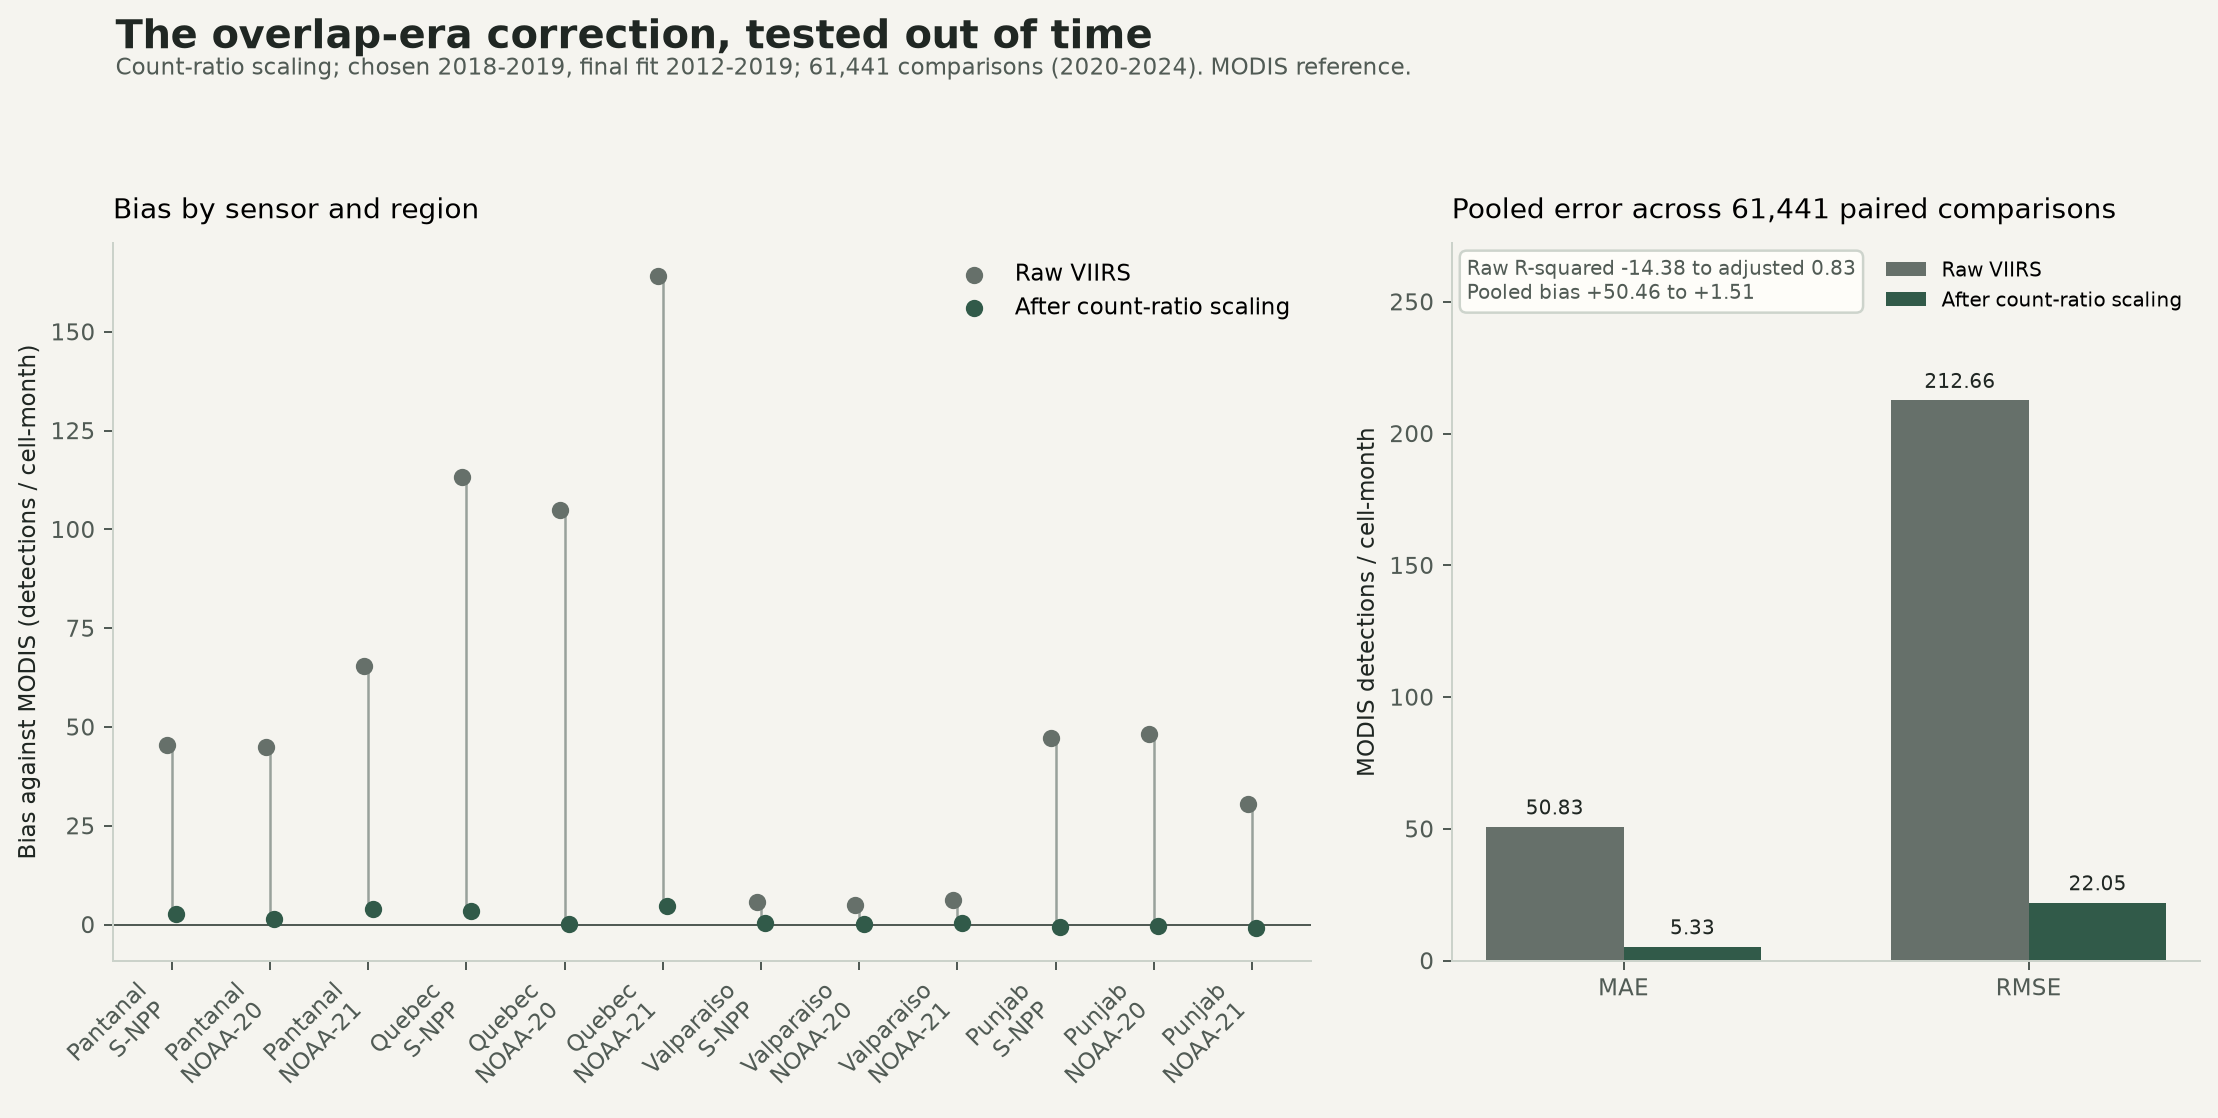 The overlap-era correction, tested out of time
Count-ratio scaling; chosen 2018-2019, final fit 2012-2019; 61,441 comparisons (2020-2024). MODIS reference.
Bias by sensor and region
Raw VIIRS
After count-ratio scaling
Bias against MODIS (detections / cell-month)
150
125
100
75
50
25
0
Pantanal
S-NPP
Pantanal
NOAA-20
Pantanal
NOAA-21
Quebec
S-NPP
Quebec
NOAA-20
Quebec
NOAA-21
Valparaiso
S-NPP
Valparaiso
NOAA-20
Valparaiso
NOAA-21
Punjab
S-NPP
Punjab
NOAA-20
Punjab
NOAA-21
Pooled error across 61,441 paired comparisons
Raw R-squared -14.38 to adjusted 0.83
Pooled bias +50.46 to +1.51
Raw VIIRS
After count-ratio scaling
MODIS detections / cell-month
250
200
150
100
50
0
50.83
5.33
212.66
22.05
MAE
RMSE